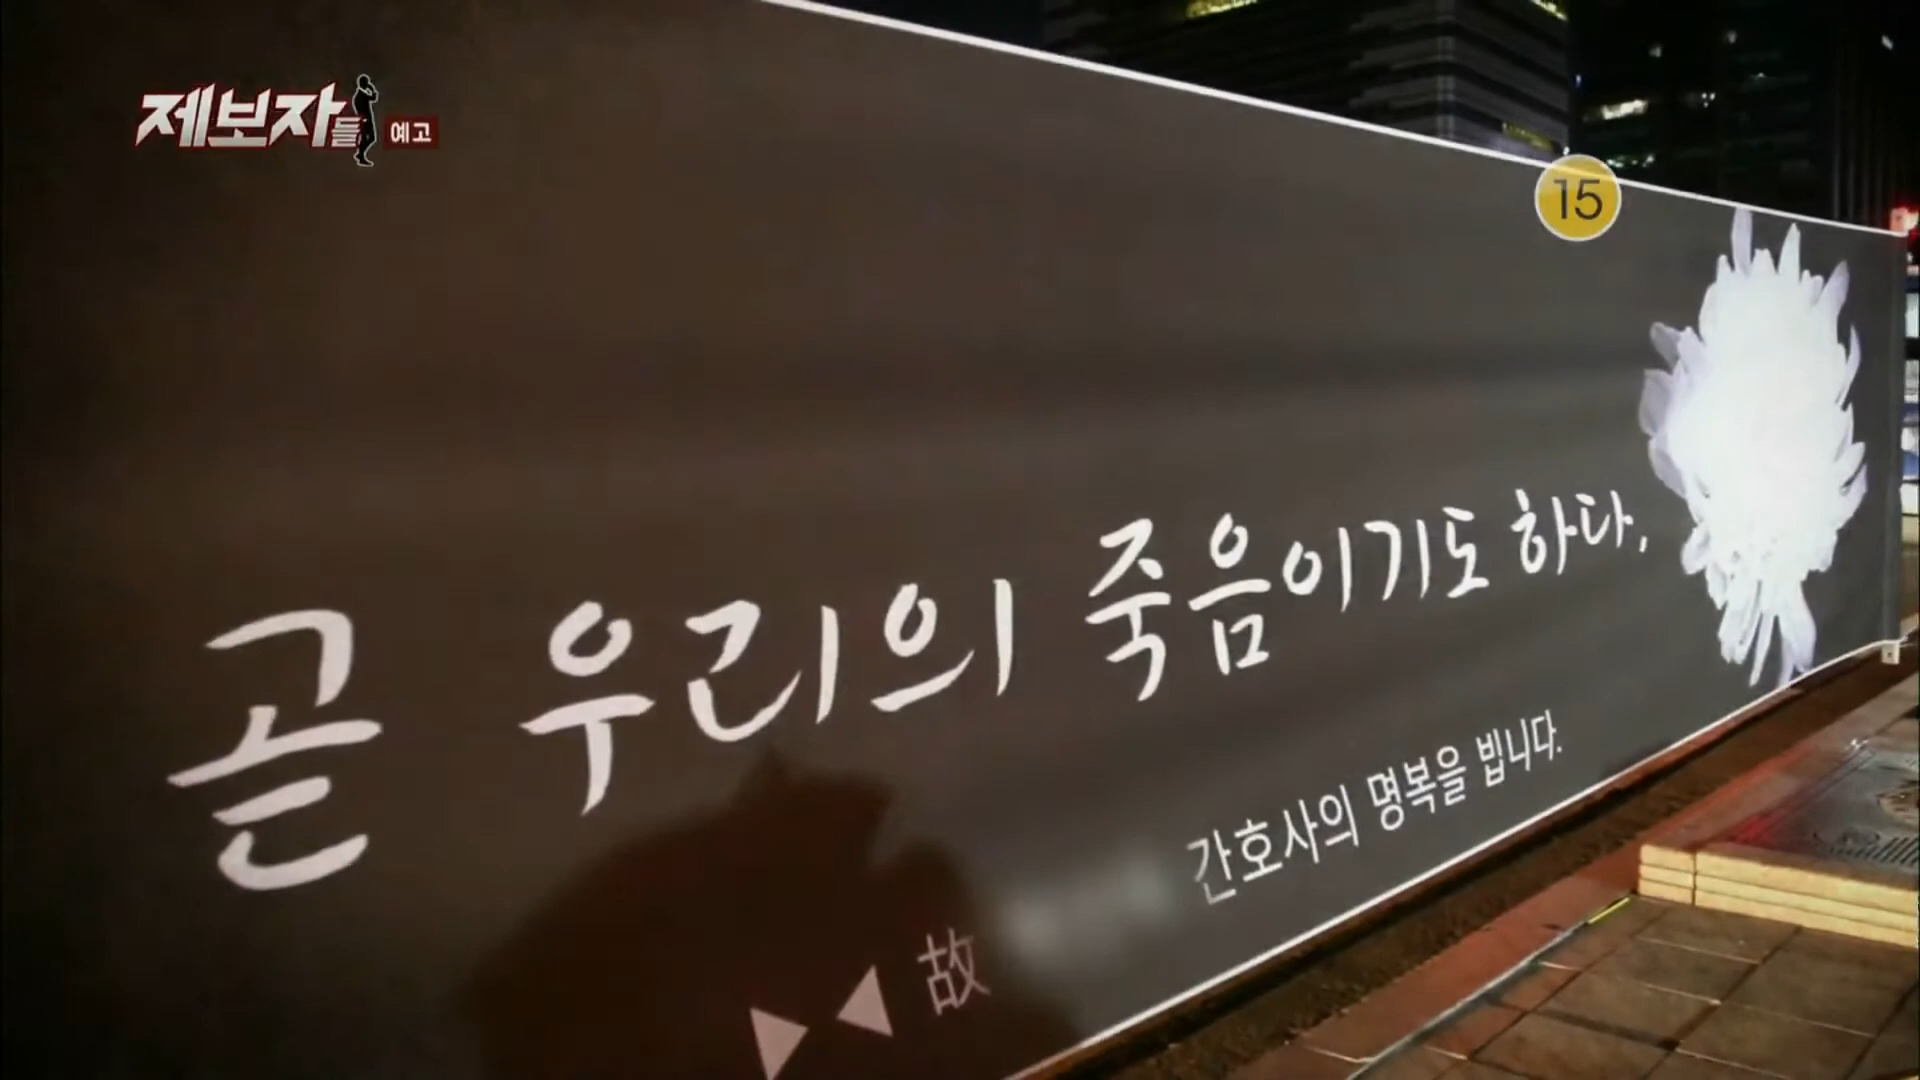 제보자들 예고
15
곧 우리의 죽음이기도 하다,
故 간호사의 명복을 빕니다.